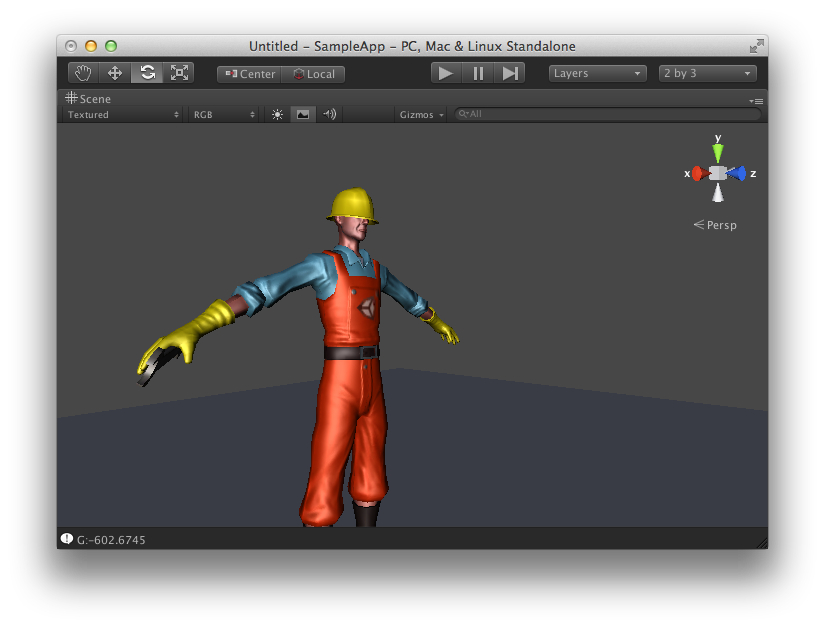 Untitled – SampleApp – PC, Mac & Linux Standalone
Center Local Layers 2 by 3
Scene
Textured RGB Gizmos All
y
x z
Persp
G:-602.6745